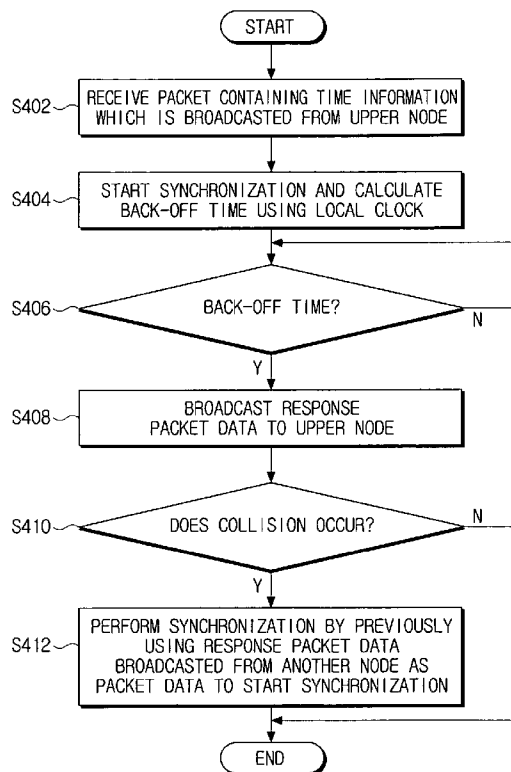 START
S402
RECEIVE PACKET CONTAINING TIME INFORMATION
WHICH IS BROADCASTED FROM UPPER NODE
S404
START SYNCHRONIZATION AND CALCULATE
BACK-OFF TIME USING LOCAL CLOCK
S406
BACK-OFF TIME?
N
Y
S408
BROADCAST RESPONSE
PACKET DATA TO UPPER NODE
S410
DOES COLLISION OCCUR?
N
Y
S412
PERFORM SYNCHRONIZATION BY PREVIOUSLY
USING RESPONSE PACKET DATA
BROADCASTED FROM ANOTHER NODE AS
PACKET DATA TO START SYNCHRONIZATION
END